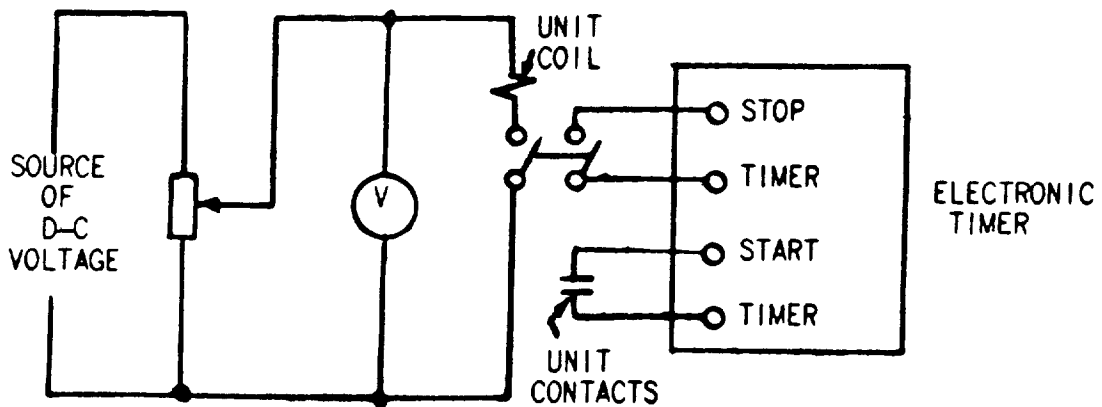 UNIT
COIL
SOURCE
OF
D-C
VOLTAGE
V
STOP
TIMER
START
TIMER
ELECTRONIC
TIMER
UNIT
CONTACTS